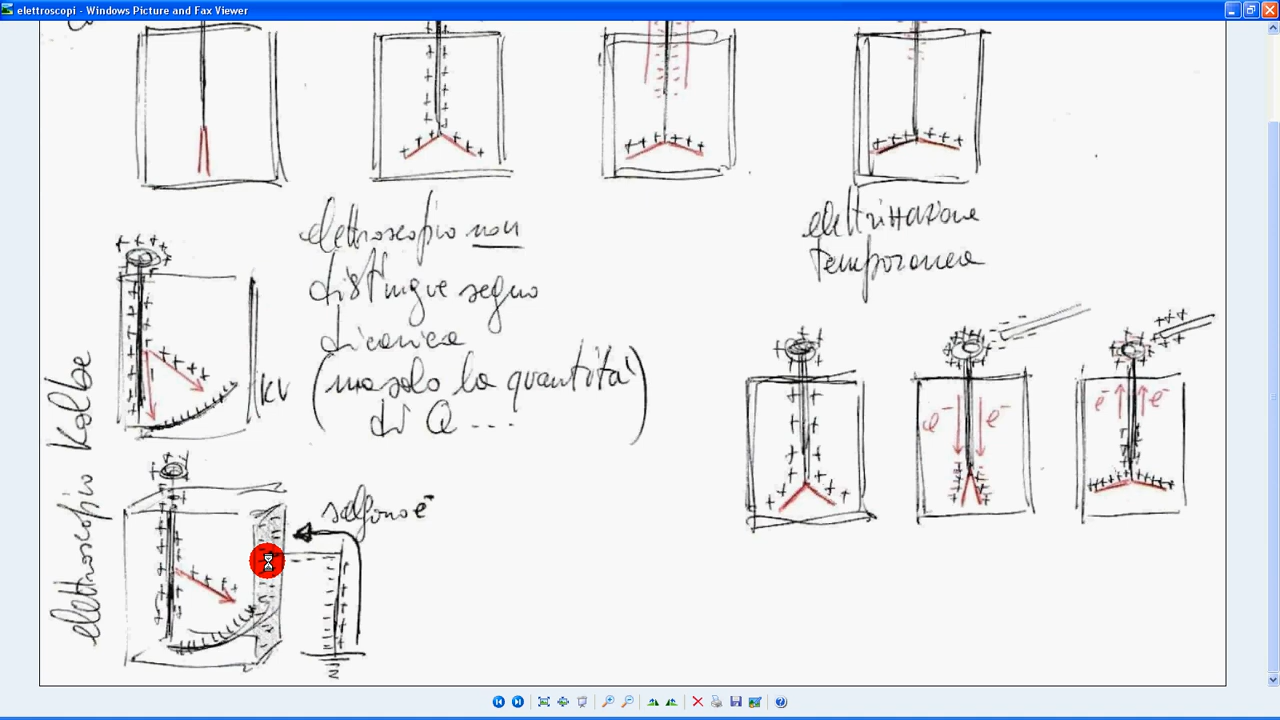 elettroscopi - Windows Picture and Fax Viewer
elettroscopio non
distingue segno
di carica
(ma solo la quantità
di Q ...)
elettrizzazione
temporanea
KV
elettroscopio Kolbe
e⁻ e⁻
e⁻ e⁻
salgono e⁻